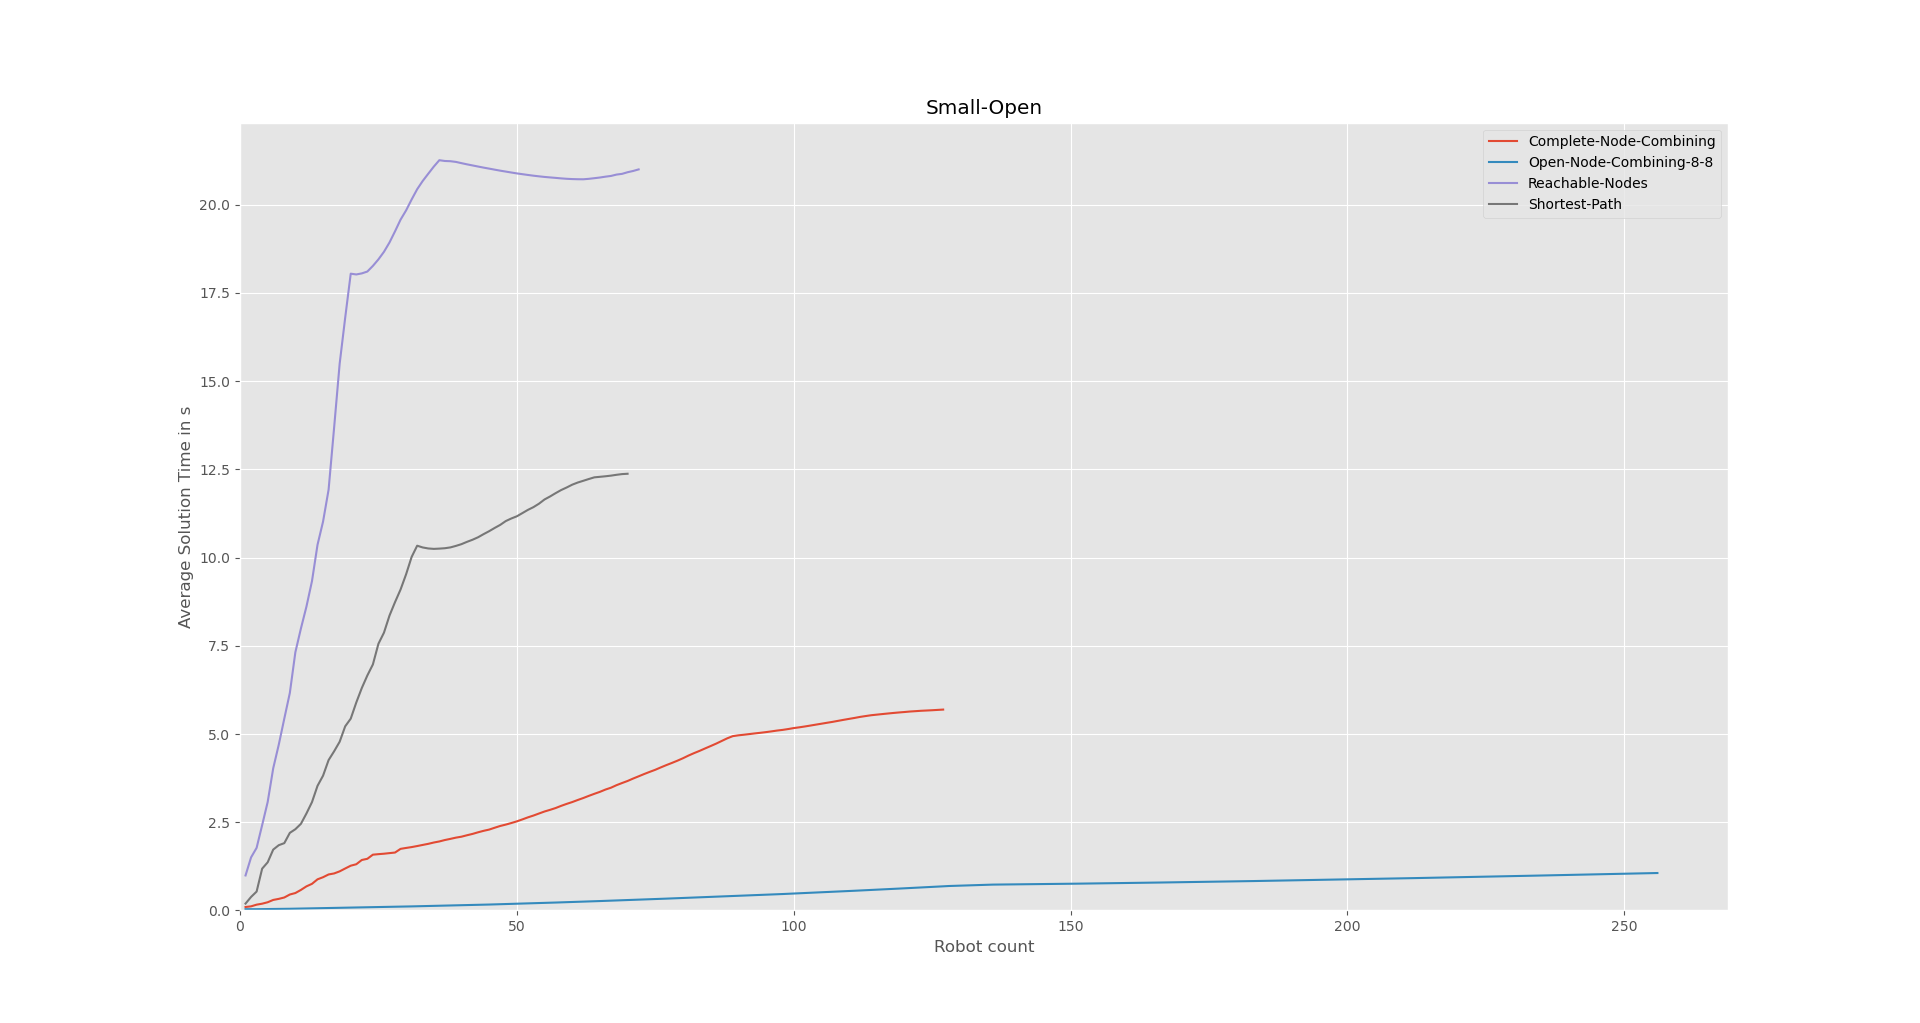 Small-Open
Complete-Node-Combining
Open-Node-Combining-8-8
Reachable-Nodes
Shortest-Path
20.0
17.5
15.0
12.5
10.0
7.5
5.0
2.5
0.0
Average Solution Time in s
0 50 100 150 200 250
Robot count